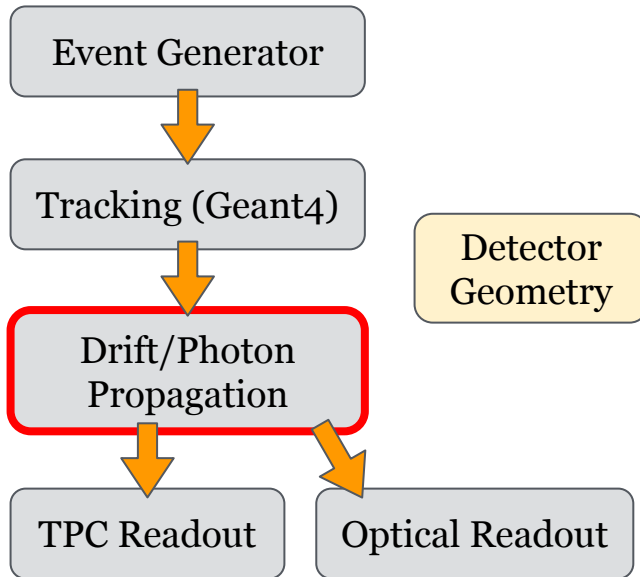 Event Generator
Tracking (Geant4)
Detector
Geometry
Drift/Photon
Propagation
TPC Readout
Optical Readout